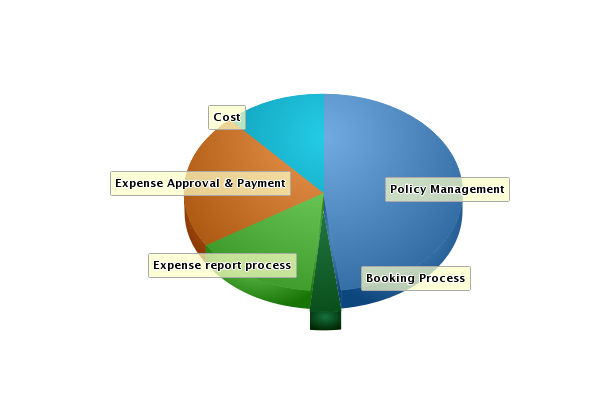 Cost
Expense Approval & Payment
Policy Management
Expense report process
Booking Process